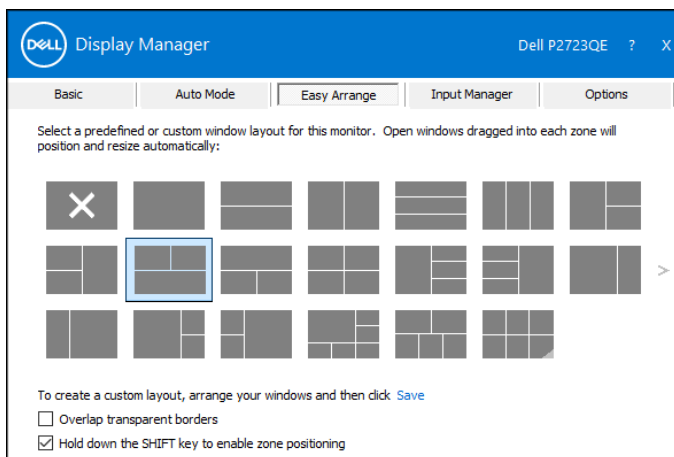 DELL Display Manager Dell P2723QE ? X
Basic Auto Mode Easy Arrange Input Manager Options
Select a predefined or custom window layout for this monitor. Open windows dragged into each zone will
position and resize automatically:
>
To create a custom layout, arrange your windows and then click Save
Overlap transparent borders
Hold down the SHIFT key to enable zone positioning